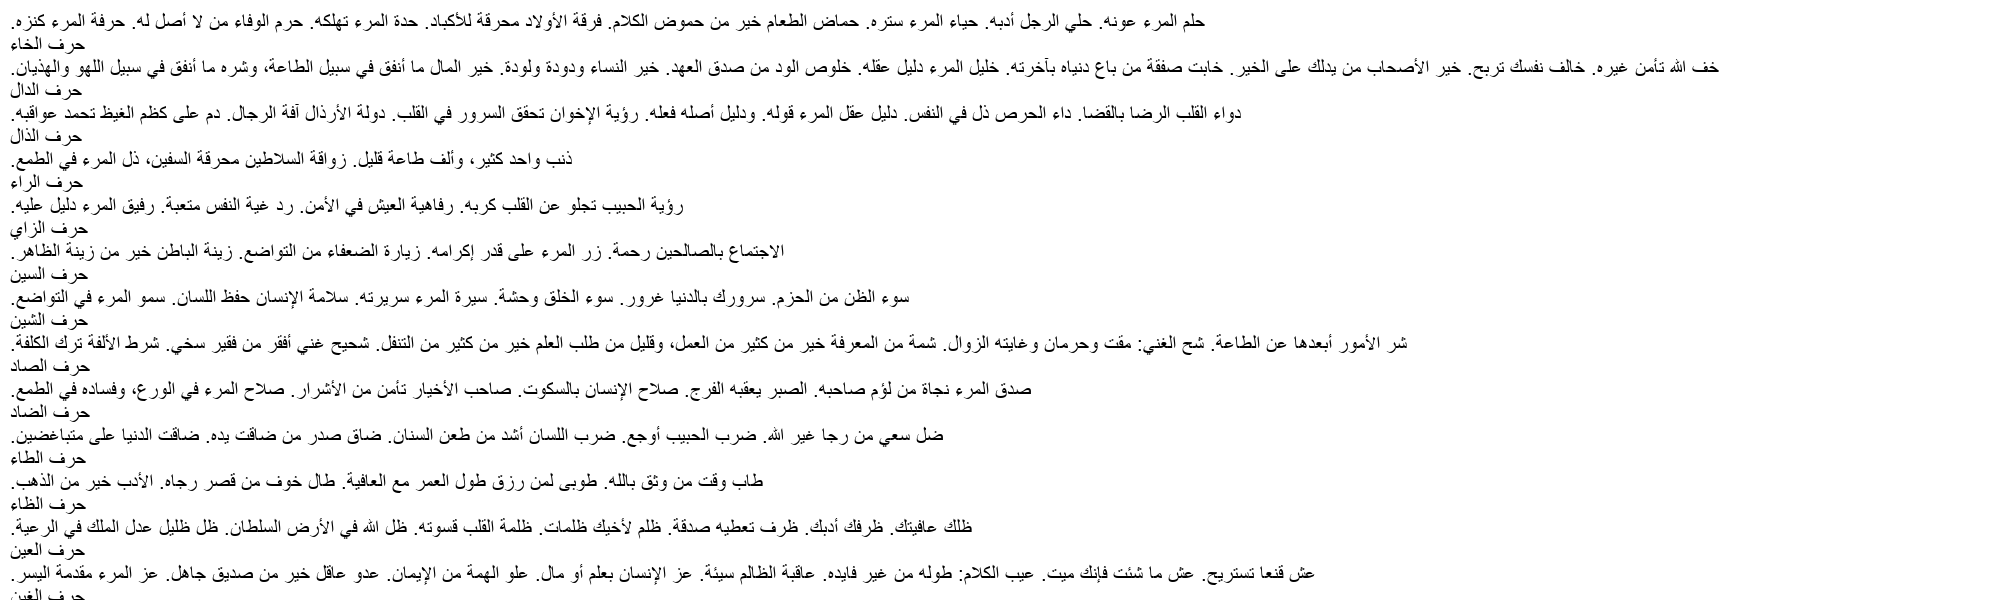 حلم المرء عونه. حلي الرجل أدبه. حياء المرء ستره. حماض الطعام خير من حموض الكلام. فرقة الأولاد محرقة للأكباد. حدة المرء تهلكه. حرم الوفاء من لا أصل له. حرفة المرء كنزه.
حرف الخاء
خف الله تأمن غيره. خالف نفسك تربح. خير الأصحاب من يدلك على الخير. خابت صفقة من باع دنياه بآخرته. خليل المرء دليل عقله. خلوص الود من صدق العهد. خير النساء ودودة ولودة. خير المال ما أنفق في سبيل الطاعة، وشره ما أنفق في سبيل اللهو والهذيان.
حرف الدال
دواء القلب الرضا بالقضا. داء الحرص ذل في النفس. دليل عقل المرء قوله. ودليل أصله فعله. رؤية الإخوان تحقق السرور في القلب. دولة الأرذال آفة الرجال. دم على كظم الغيظ تحمد عواقبه.
حرف الذال
ذنب واحد كثير، وألف طاعة قليل. زواقة السلاطين محرقة السفين، ذل المرء في الطمع.
حرف الراء
رؤية الحبيب تجلو عن القلب كربه. رفاهية العيش في الأمن. رد غية النفس متعبة. رفيق المرء دليل عليه.
حرف الزاي
الاجتماع بالصالحين رحمة. زر المرء على قدر إكرامه. زيارة الضعفاء من التواضع. زينة الباطن خير من زينة الظاهر.
حرف السين
سوء الظن من الحزم. سرورك بالدنيا غرور. سوء الخلق وحشة. سيرة المرء سريرته. سلامة الإنسان حفظ اللسان. سمو المرء في التواضع.
حرف الشين
شر الأمور أبعدها عن الطاعة. شح الغني: مقت وحرمان وغايته الزوال. شمة من المعرفة خير من كثير من العمل، وقليل من طلب العلم خير من كثير من التنفل. شحيح غني أفقر من فقير سخي. شرط الألفة ترك الكلفة.
حرف الصاد
صدق المرء نجاة من لؤم صاحبه. الصبر يعقبه الفرج. صلاح الإنسان بالسكوت. صاحب الأخيار تأمن من الأشرار. صلاح المرء في الورع، وفساده في الطمع.
حرف الضاد
ضل سعي من رجا غير الله. ضرب الحبيب أوجع. ضرب اللسان أشد من طعن السنان. ضاق صدر من ضاقت يده. ضاقت الدنيا على متباغضين.
حرف الطاء
طاب وقت من وثق بالله. طوبى لمن رزق طول العمر مع العافية. طال خوف من قصر رجاه. الأدب خير من الذهب.
حرف الظاء
ظلك عافيتك. ظرفك أدبك. ظرف تعطيه صدقة. ظلم لأخيك ظلمات. ظلمة القلب قسوته. ظل الله في الأرض السلطان. ظل ظليل عدل الملك في الرعية.
حرف العين
عش قنعا تستريح. عش ما شئت فإنك ميت. عيب الكلام: طوله من غير فايده. عاقبة الظالم سيئة. عز الإنسان بعلم أو مال. علو الهمة من الإيمان. عدو عاقل خير من صديق جاهل. عز المرء مقدمة اليسر.
حرف الغين